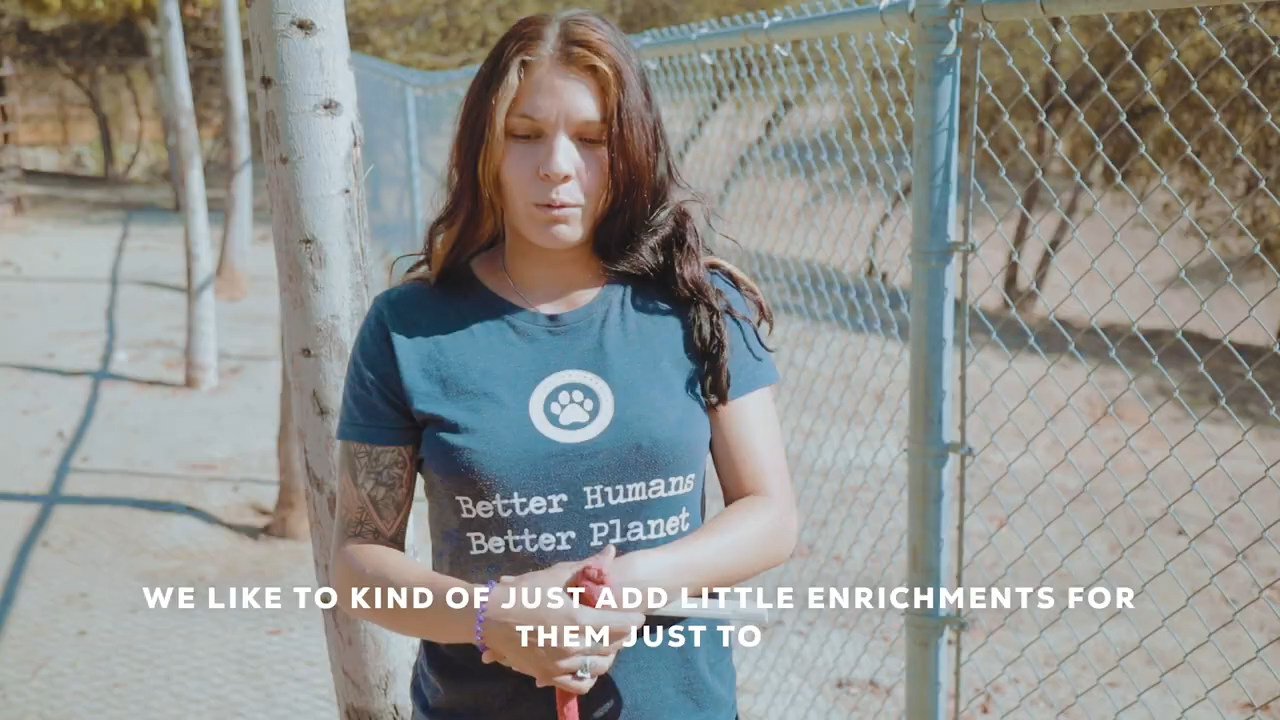 Better Humans
Better Planet
WE LIKE TO KIND OF JUST ADD LITTLE ENRICHMENTS FOR
THEM JUST TO